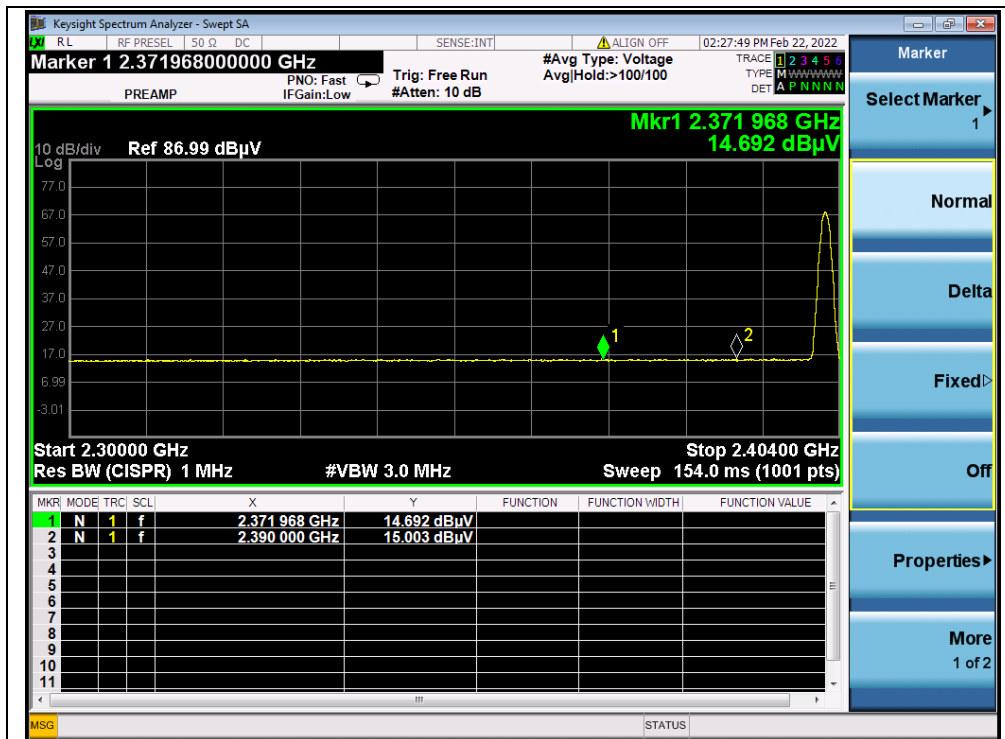 Keysight Spectrum Analyzer - Swept SA
LXI RL RF PRESEL 50 Ω DC SENSE:INT ALIGN OFF 02:27:49 PM Feb 22, 2022
Marker 1 2.371968000000 GHz
PREAMP
PNO: Fast
IFGain:Low
Trig: Free Run
#Atten: 10 dB
#Avg Type: Voltage
Avg|Hold:>100/100
TRACE 1 2 3 4 5 6
TYPE M W W W W W
DET A P N N N N
Mkr1 2.371 968 GHz
14.692 dBµV
10 dB/div Ref 86.99 dBµV
Log
77.0
67.0
57.0
47.0
37.0
27.0
17.0
6.99
-3.01
1
2
Start 2.30000 GHz Stop 2.40400 GHz
Res BW (CISPR) 1 MHz #VBW 3.0 MHz Sweep 154.0 ms (1001 pts)
MKR MODE TRC SCL X Y FUNCTION FUNCTION WIDTH FUNCTION VALUE
1 N 1 f 2.371 968 GHz 14.692 dBµV
2 N 1 f 2.390 000 GHz 15.003 dBµV
3
4
5
6
7
8
9
10
11
MSG STATUS
Marker
Select Marker
1
Normal
Delta
Fixed
Off
Properties
More
1 of 2